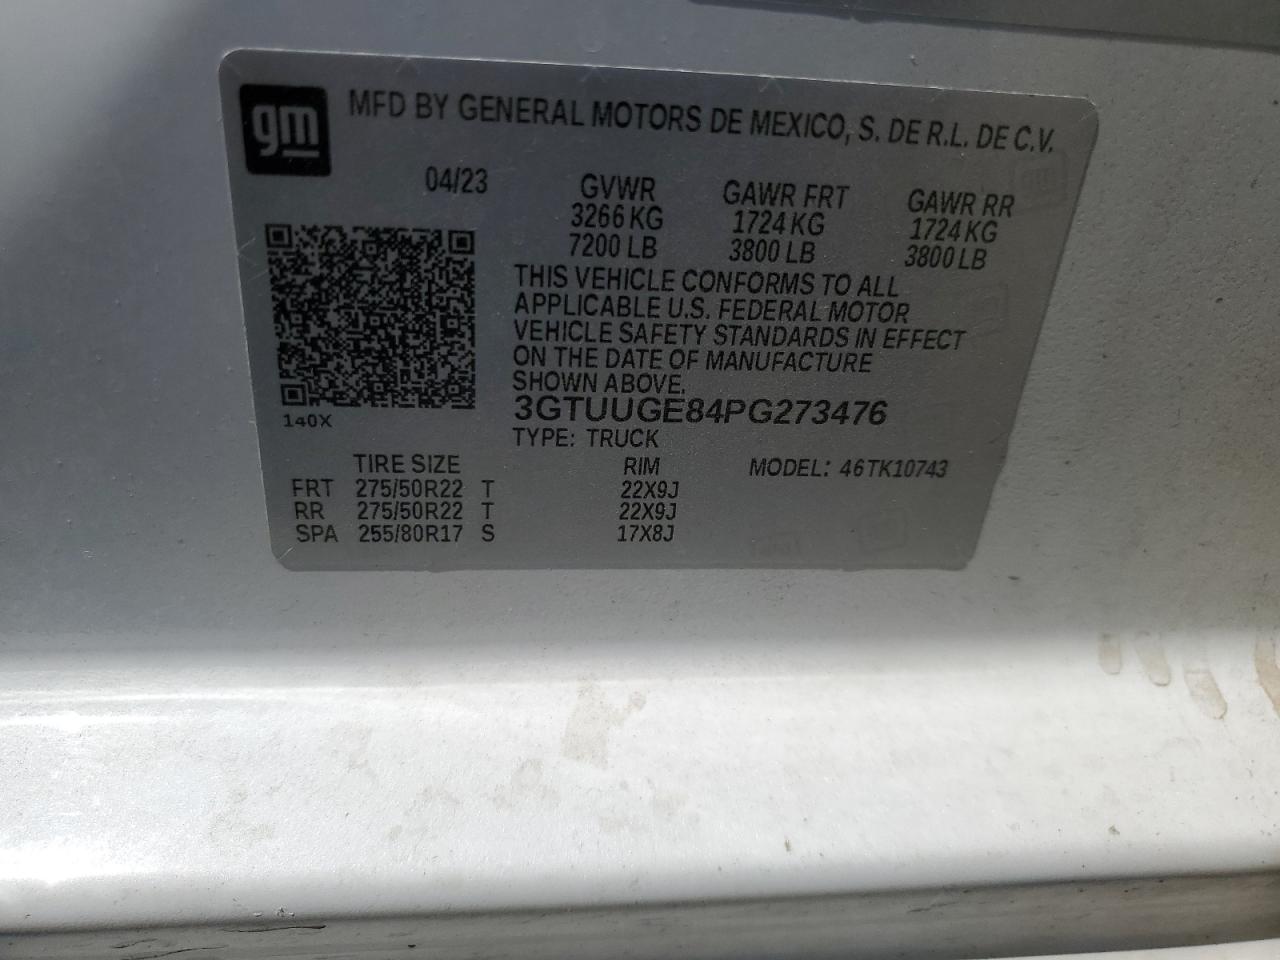 gm
MFD BY GENERAL MOTORS DE MEXICO, S. DE R.L. DE C.V.
04/23
GVWR GAWR FRT GAWR RR
3266 KG 1724 KG 1724 KG
7200 LB 3800 LB 3800 LB
THIS VEHICLE CONFORMS TO ALL
APPLICABLE U.S. FEDERAL MOTOR
VEHICLE SAFETY STANDARDS IN EFFECT
ON THE DATE OF MANUFACTURE
SHOWN ABOVE.
3GTUUGE84PG273476
140X
TYPE: TRUCK
TIRE SIZE RIM MODEL: 46TK10743
FRT 275/50R22 T 22X9J
RR 275/50R22 T 22X9J
SPA 255/80R17 S 17X8J